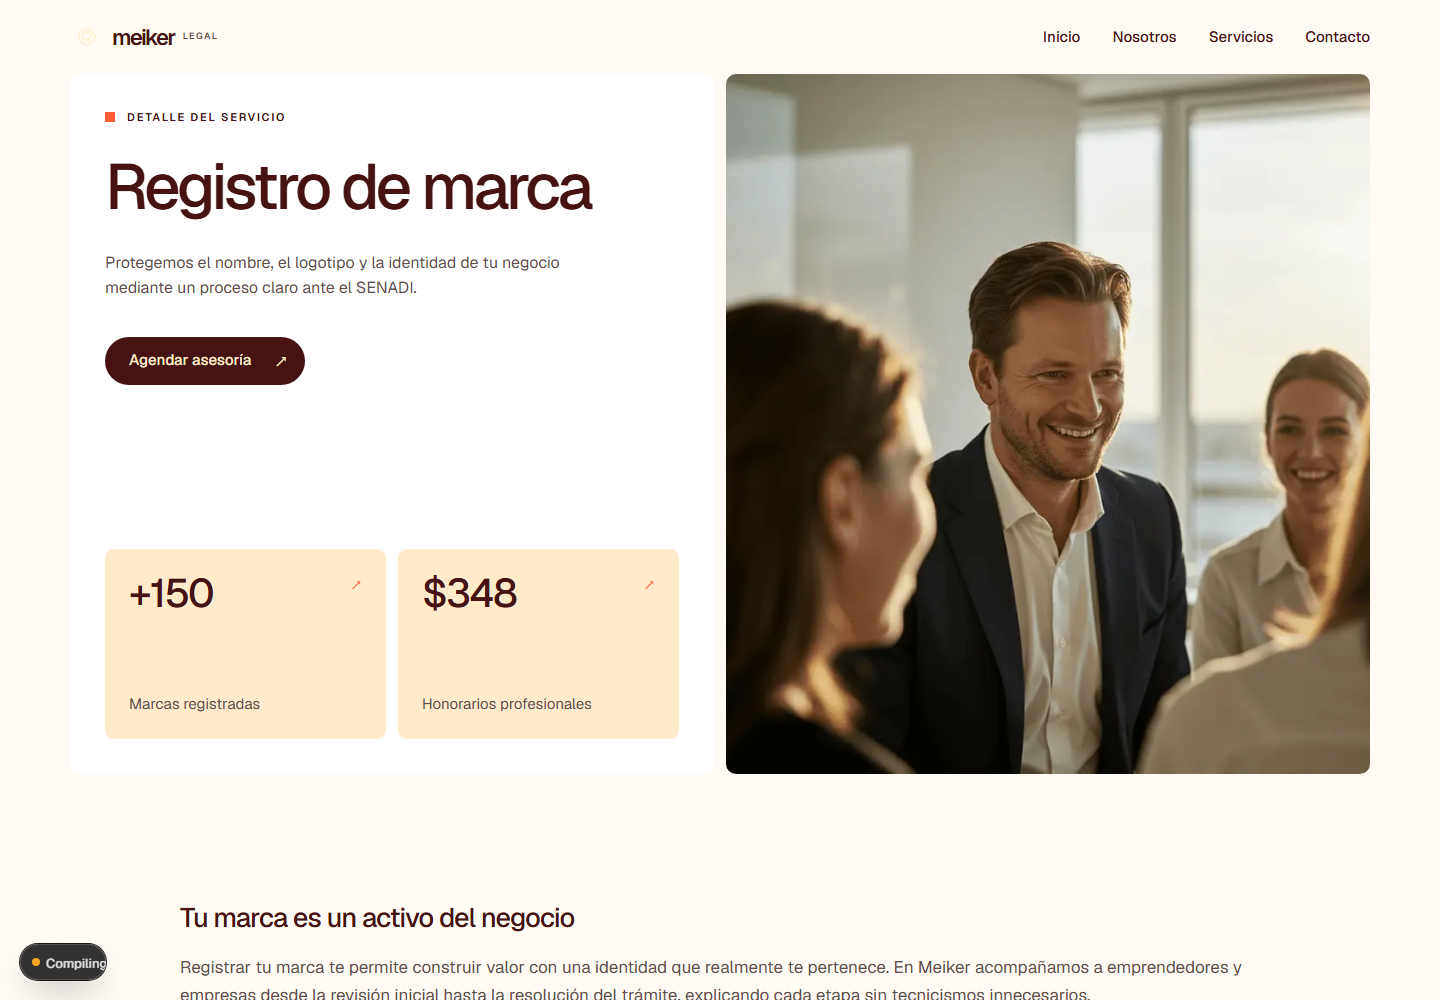 meiker LEGAL
Inicio Nosotros Servicios Contacto
DETALLE DEL SERVICIO
Registro de marca
Protegemos el nombre, el logotipo y la identidad de tu negocio
mediante un proceso claro ante el SENADI.
Agendar asesoría ↗
+150 ↗
Marcas registradas
$348 ↗
Honorarios profesionales
Tu marca es un activo del negocio
Registrar tu marca te permite construir valor con una identidad que realmente te pertenece. En Meiker acompañamos a emprendedores y
empresas desde la revisión inicial hasta la resolución del trámite, explicando cada etapa sin tecnicismos innecesarios.
Compiling